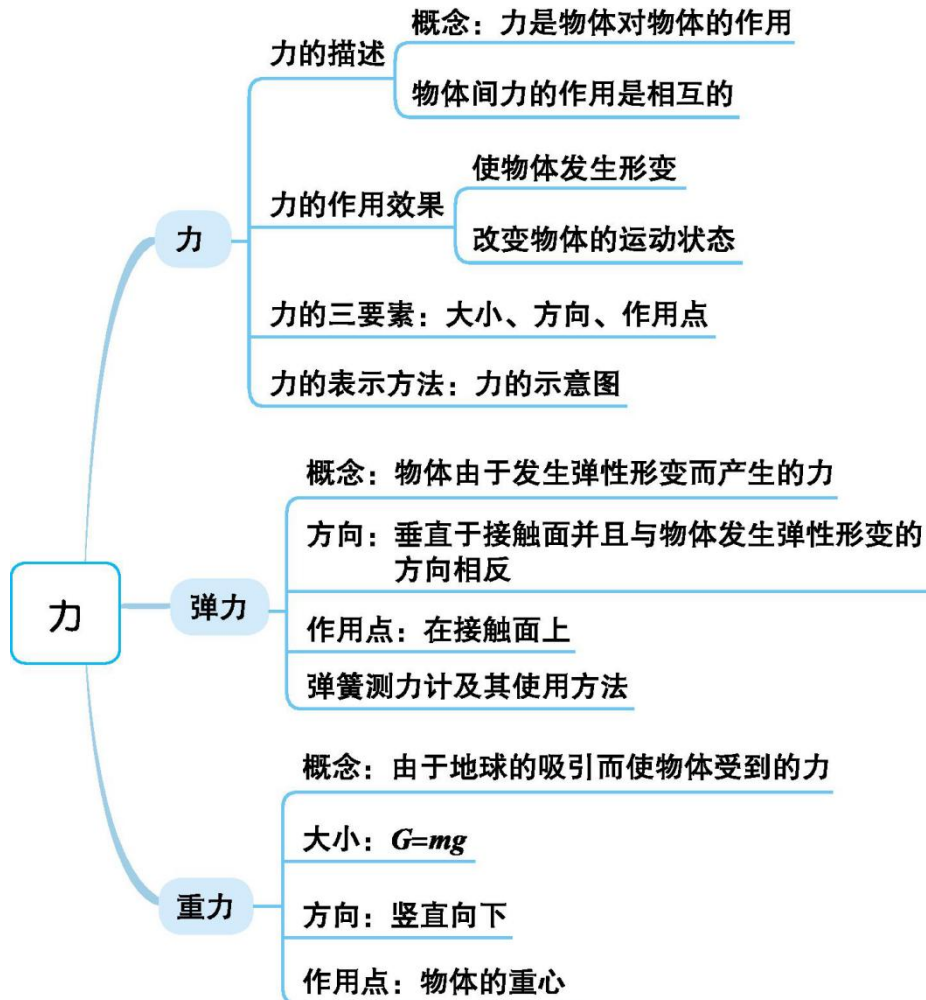 力
力
力的描述
概念：力是物体对物体的作用
物体间力的作用是相互的
力的作用效果
使物体发生形变
改变物体的运动状态
力的三要素：大小、方向、作用点
力的表示方法：力的示意图
弹力
概念：物体由于发生弹性形变而产生的力
方向：垂直于接触面并且与物体发生弹性形变的
方向相反
作用点：在接触面上
弹簧测力计及其使用方法
重力
概念：由于地球的吸引而使物体受到的力
大小：G=mg
方向：竖直向下
作用点：物体的重心